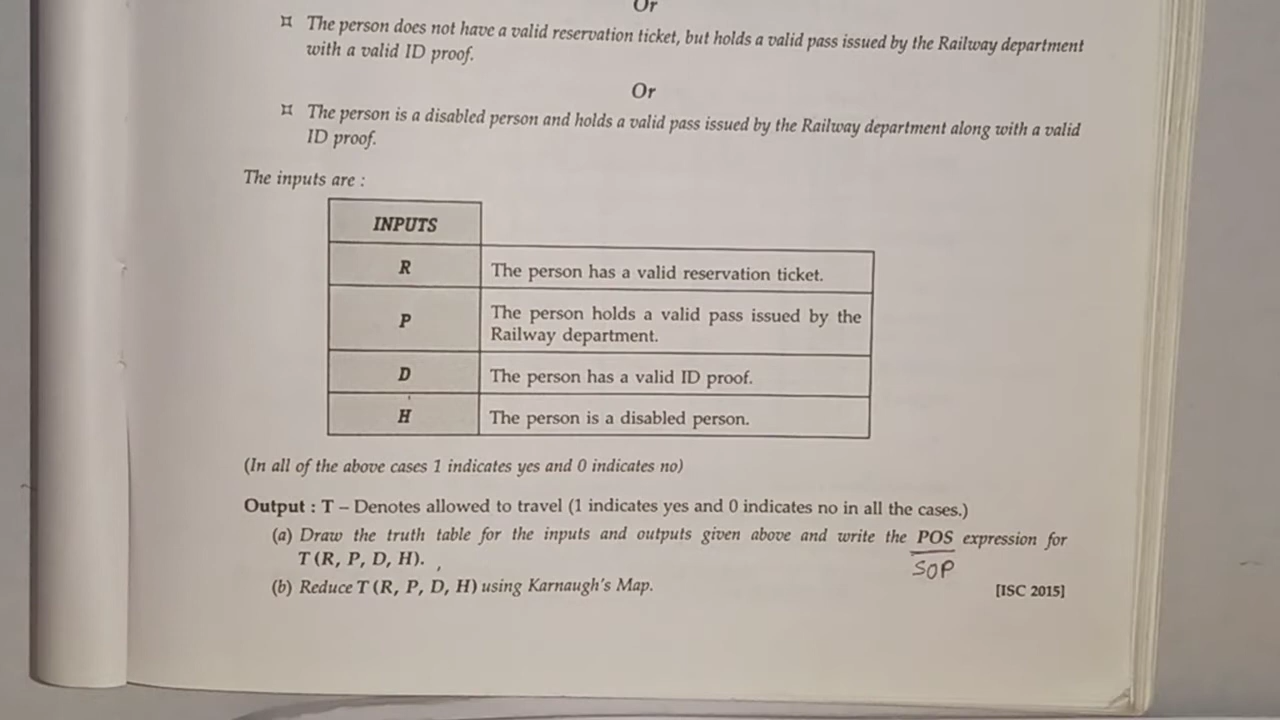 Or
¤ The person does not have a valid reservation ticket, but holds a valid pass issued by the Railway department
with a valid ID proof.
Or
¤ The person is a disabled person and holds a valid pass issued by the Railway department along with a valid
ID proof.
The inputs are :
INPUTS
R The person has a valid reservation ticket.
P The person holds a valid pass issued by the
Railway department.
D The person has a valid ID proof.
H The person is a disabled person.
(In all of the above cases 1 indicates yes and 0 indicates no)
Output : T – Denotes allowed to travel (1 indicates yes and 0 indicates no in all the cases.)
(a) Draw the truth table for the inputs and outputs given above and write the POS expression for
T (R, P, D, H).
SOP
(b) Reduce T (R, P, D, H) using Karnaugh's Map.
[ISC 2015]